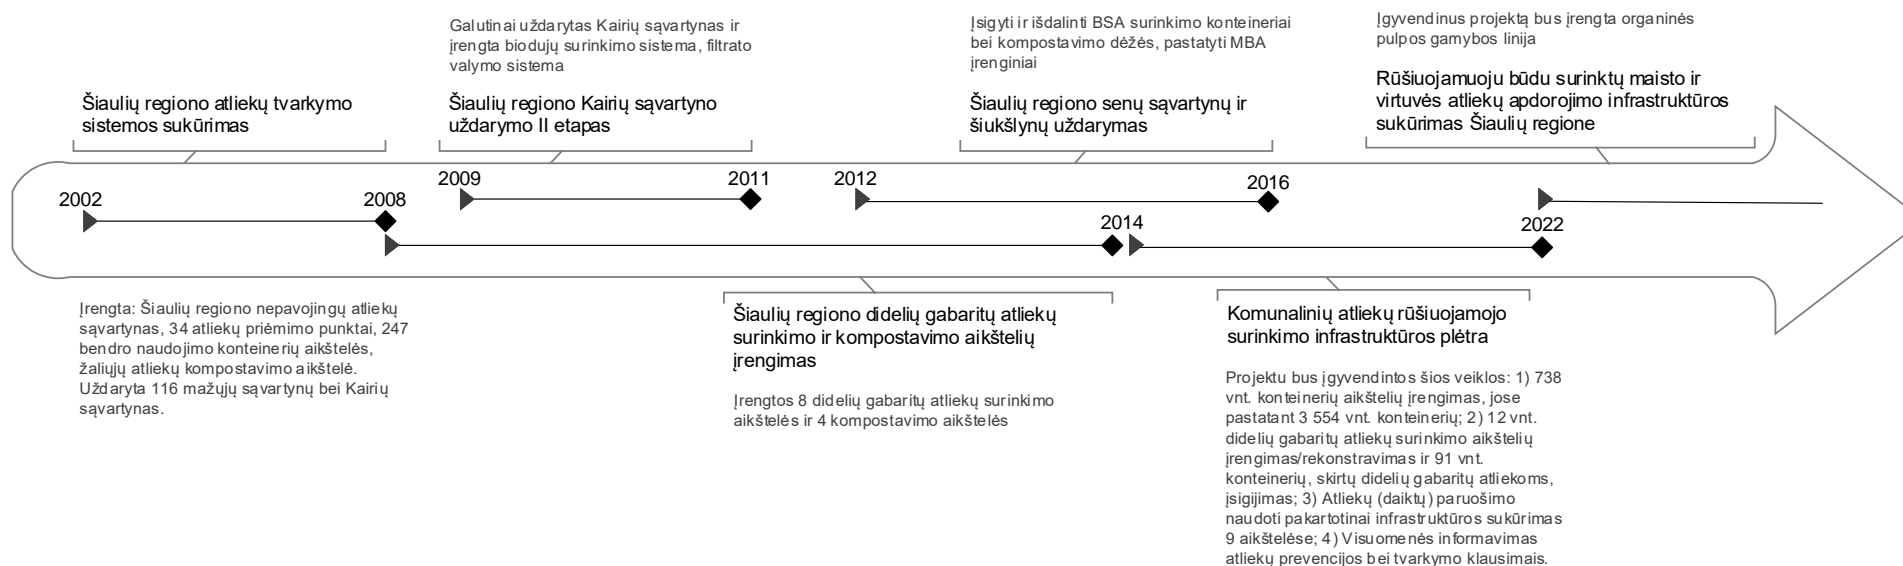 Galutinai uždarytas Kairių sąvartynas ir
įrengta biodujų surinkimo sistema, filtrato
valymo sistema
Įsigyti ir išdalinti BSA surinkimo konteineriai
bei kompostavimo dėžės, pastatyti MBA
įrenginiai
Įgyvendinus projektą bus įrengta organinės
pulpos gamybos linija
Šiaulių regiono atliekų tvarkymo
sistemos sukūrimas
Šiaulių regiono Kairių sąvartyno
uždarymo II etapas
Šiaulių regiono senų sąvartynų ir
šiukšlynų uždarymas
Rūšiuojamuoju būdu surinktų maisto ir
virtuvės atliekų apdorojimo infrastruktūros
sukūrimas Šiaulių regione
2002
2008
2009
2011
2012
2016
2014
2022
Įrengta: Šiaulių regiono nepavojingų atliekų
sąvartynas, 34 atliekų priėmimo punktai, 247
bendro naudojimo konteinerių aikštelės,
žaliųjų atliekų kompostavimo aikštelė.
Uždaryta 116 mažųjų sąvartynų bei Kairių
sąvartynas.
Šiaulių regiono didelių gabaritų atliekų
surinkimo ir kompostavimo aikštelių
įrengimas
Įrengtos 8 didelių gabaritų atliekų surinkimo
aikštelės ir 4 kompostavimo aikštelės
Komunalinių atliekų rūšiuojamojo
surinkimo infrastruktūros plėtra
Projektu bus įgyvendintos šios veiklos: 1) 738
vnt. konteinerių aikštelių įrengimas, jose
pastatant 3 554 vnt. konteinerių; 2) 12 vnt.
didelių gabaritų atliekų surinkimo aikštelių
įrengimas/rekonstravimas ir 91 vnt.
konteinerių, skirtų didelių gabaritų atliekoms,
įsigijimas; 3) Atliekų (daiktų) paruošimo
naudoti pakartotinai infrastruktūros sukūrimas
9 aikštelėse; 4) Visuomenės informavimas
atliekų prevencijos bei tvarkymo klausimais.